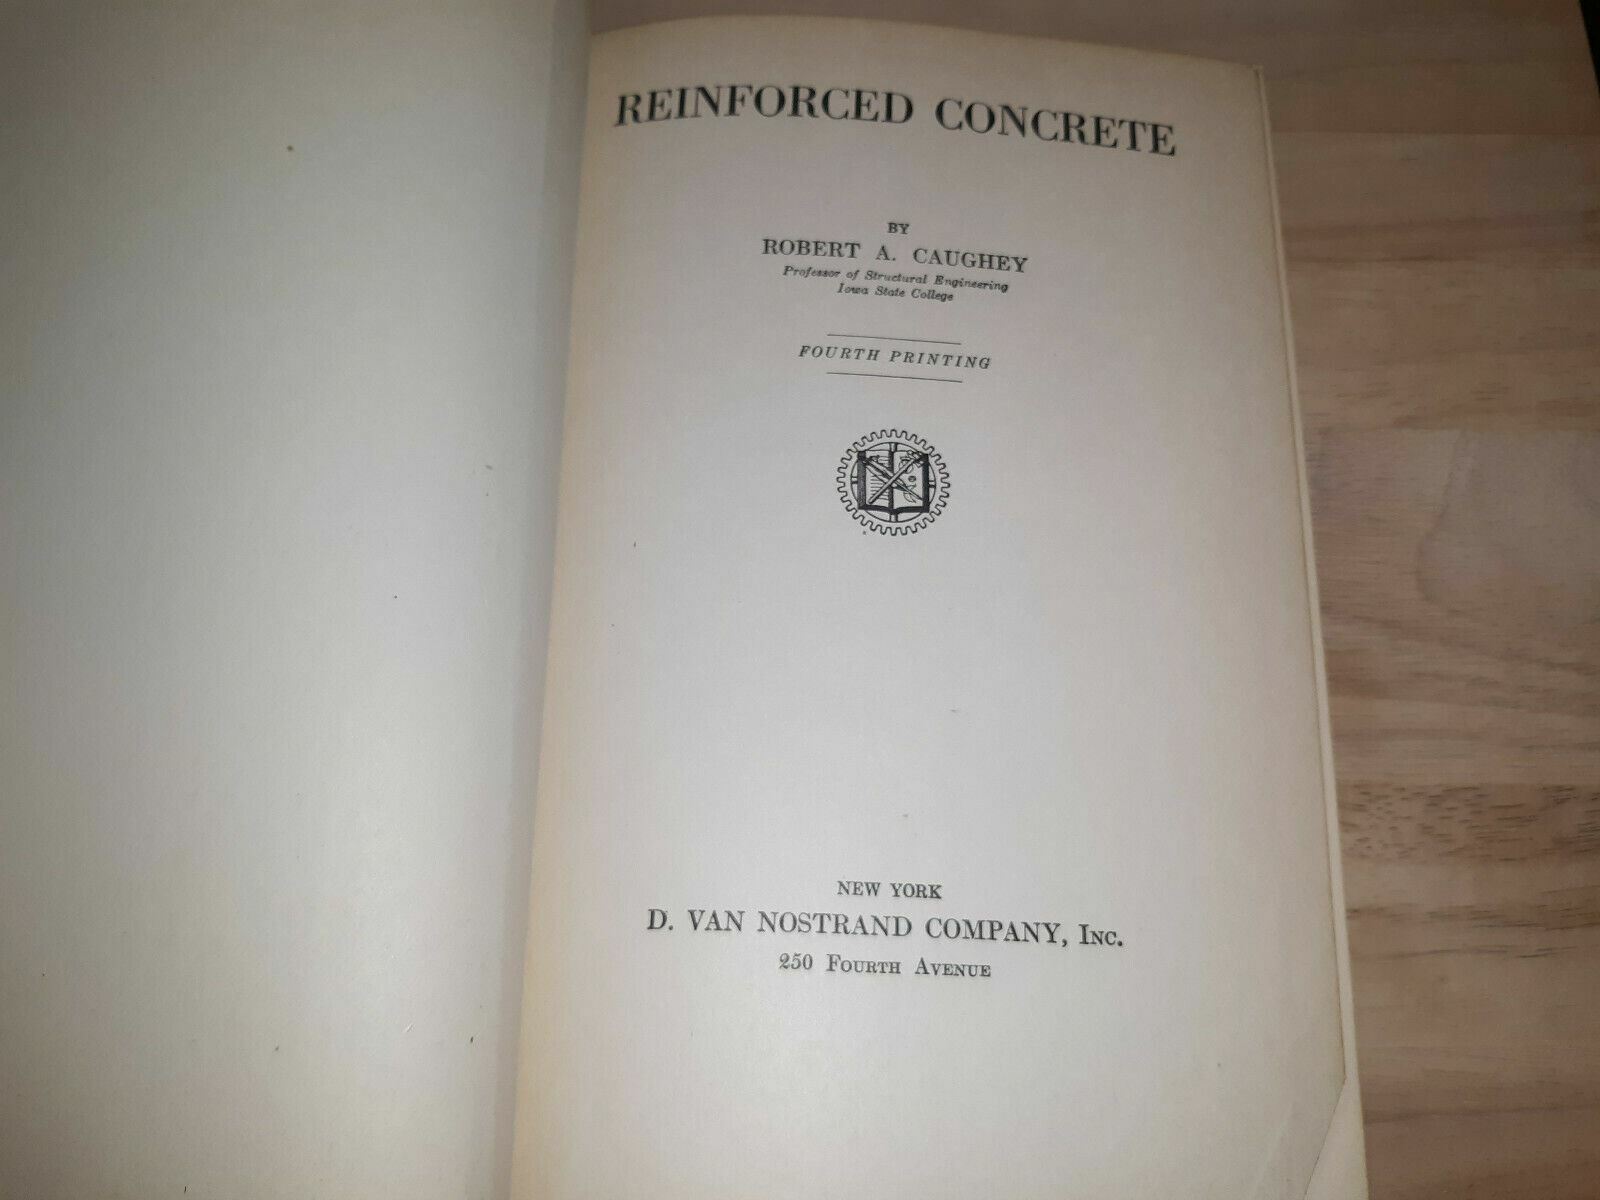 REINFORCED CONCRETE
BY
ROBERT A. CAUGHEY
Professor of Structural Engineering
Iowa State College
FOURTH PRINTING
NEW YORK
D. VAN NOSTRAND COMPANY, INC.
250 FOURTH AVENUE